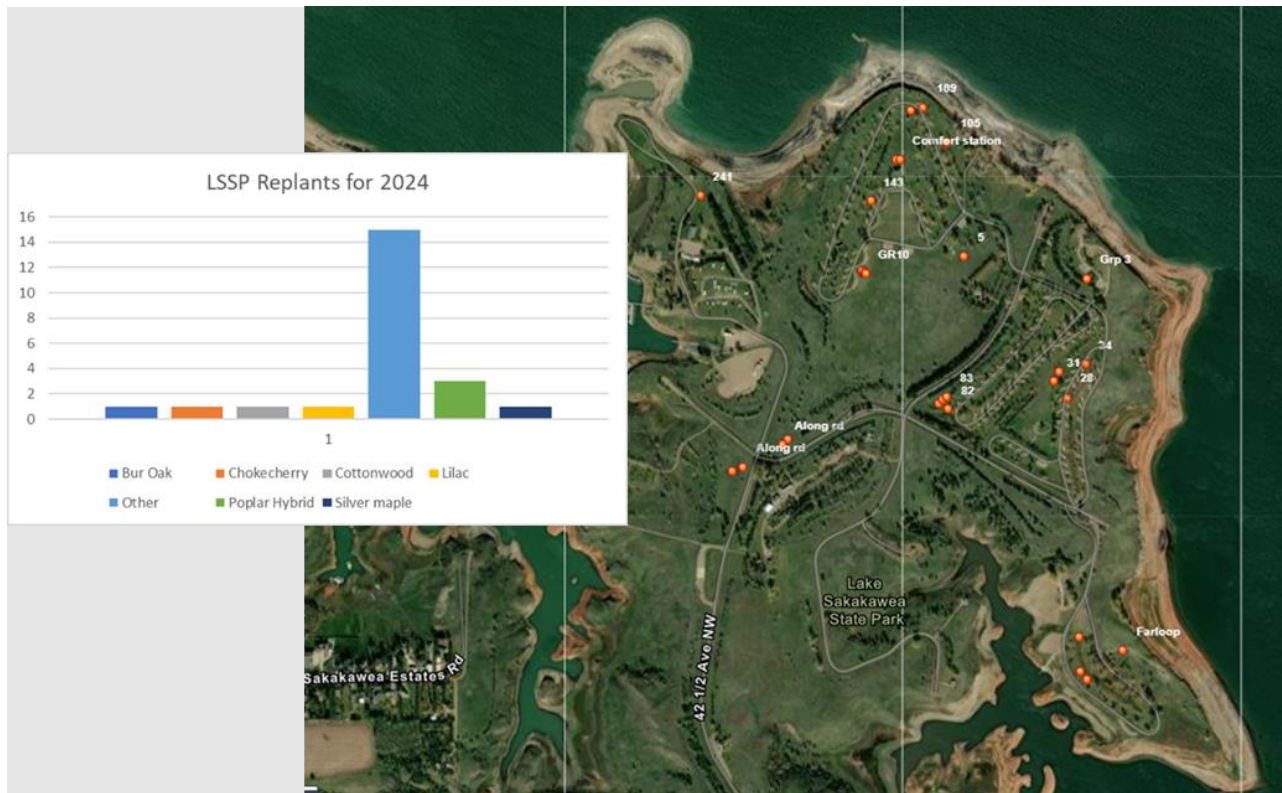 LSSP Replants for 2024
16
14
12
10
8
6
4
2
0
1
Bur Oak
Chokecherry
Cottonwood
Lilac
Other
Poplar Hybrid
Silver maple
109
105
Comfort station
241
143
5
GR10
Grp 3
34
31
28
83
82
Along rd
Along rd
Lake
Sakakawea
State Park
Farloop
42-1/2 Ave NW
Sakakawea Estates Rd